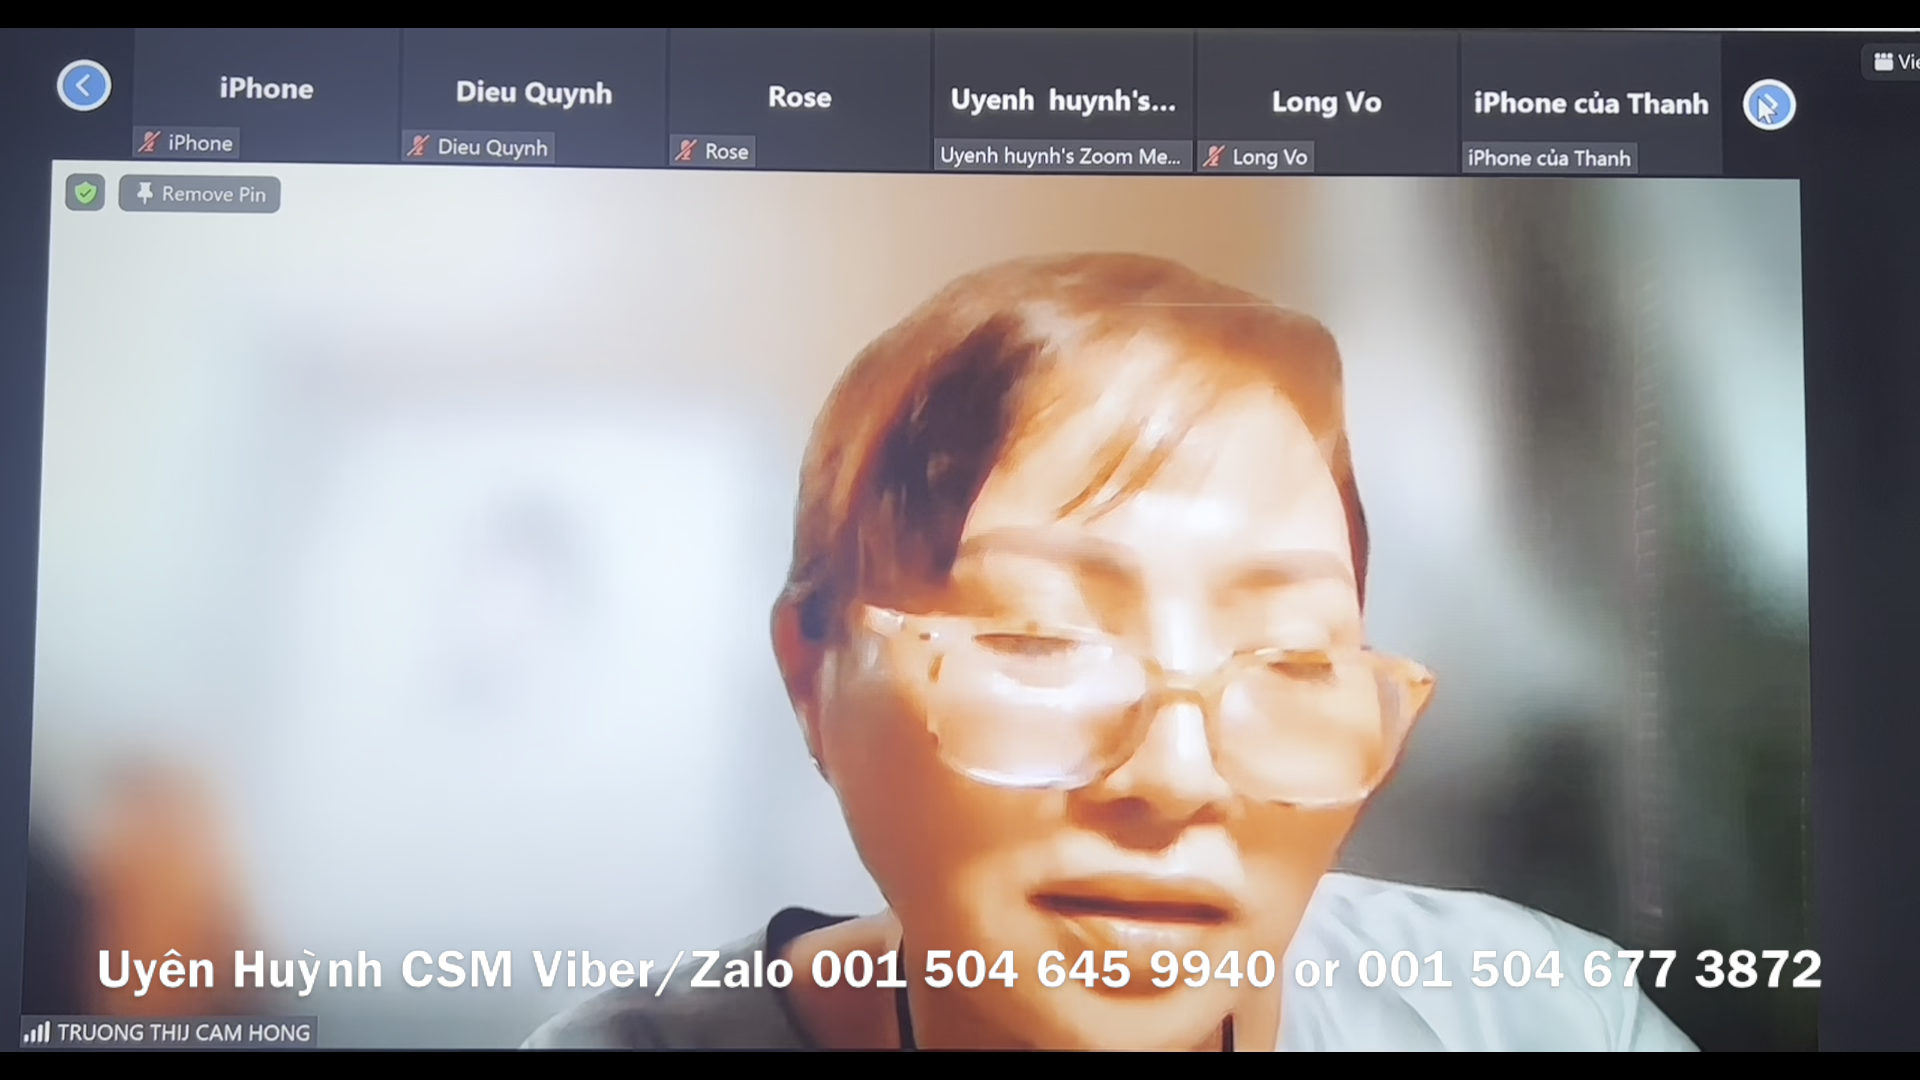 iPhone
Dieu Quynh
Rose
Uyenh huynh's...
Long Vo
iPhone của Thanh
iPhone
Dieu Quynh
Rose
Uyenh huynh's Zoom Me...
Long Vo
iPhone của Thanh
Remove Pin
Uyên Huỳnh CSM Viber/Zalo 001 504 645 9940 or 001 504 677 3872
TRUONG THIJ CAM HONG